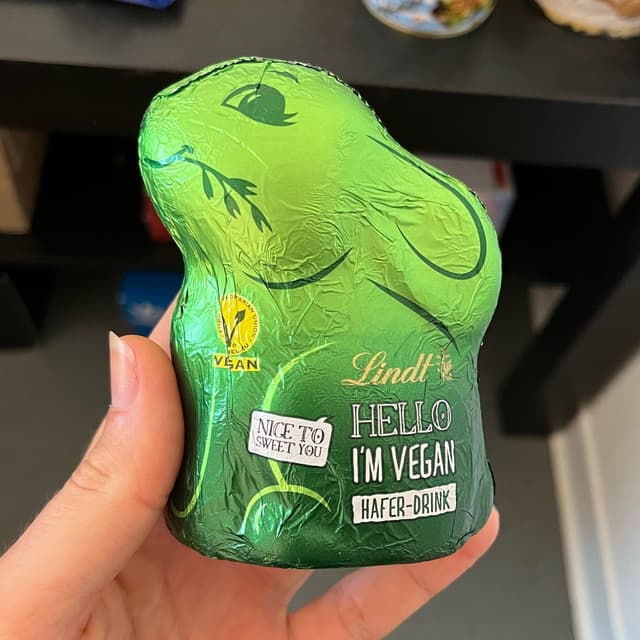 VEGAN
Lindt
HELLO
I'M VEGAN
HAFER-DRINK
NICE TO
SWEET YOU